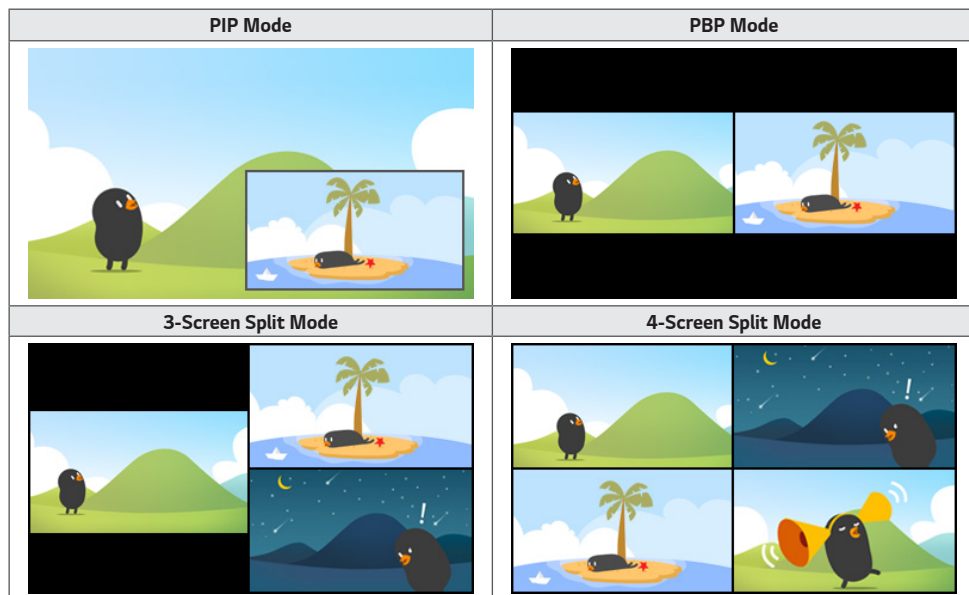 PIP Mode
PBP Mode
3-Screen Split Mode
4-Screen Split Mode
!
!